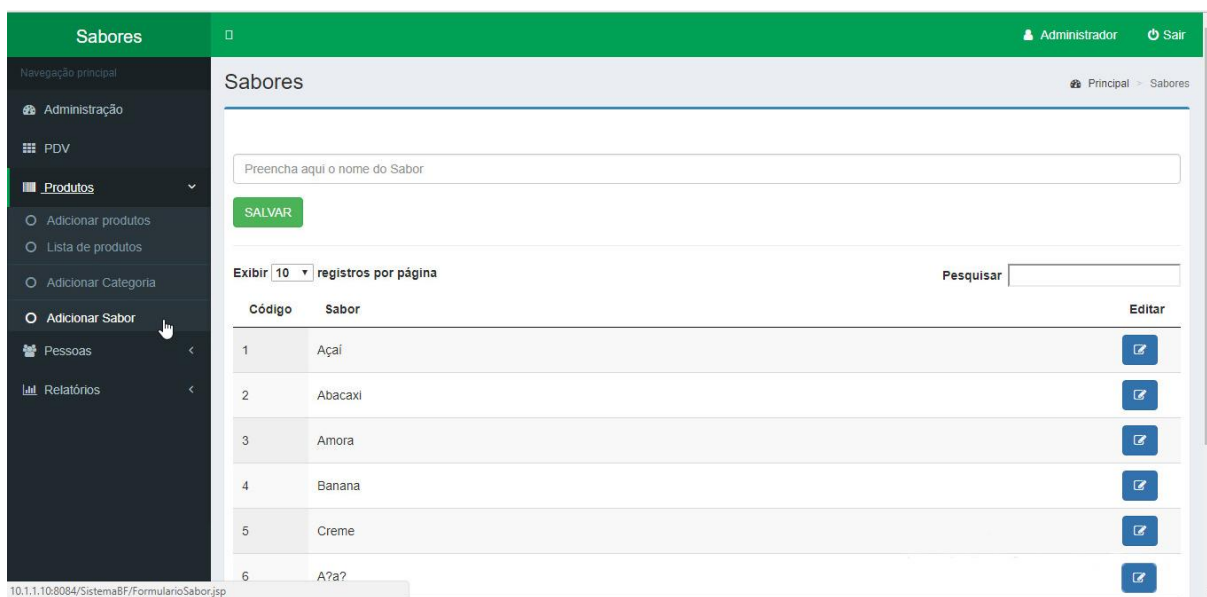 Sabores
Administrador
Sair
Navegação principal
Sabores
Principal > Sabores
Administração
PDV
Produtos
Adicionar produtos
Lista de produtos
Adicionar Categoria
Adicionar Sabor
Pessoas
Relatórios
Preencha aqui o nome do Sabor
SALVAR
Exibir 10 registros por página
Pesquisar
Código Sabor Editar
1 Açaí
2 Abacaxi
3 Amora
4 Banana
5 Creme
6 A?a?
10.1.1.10:8084/SistemaBF/FormularioSabor.jsp